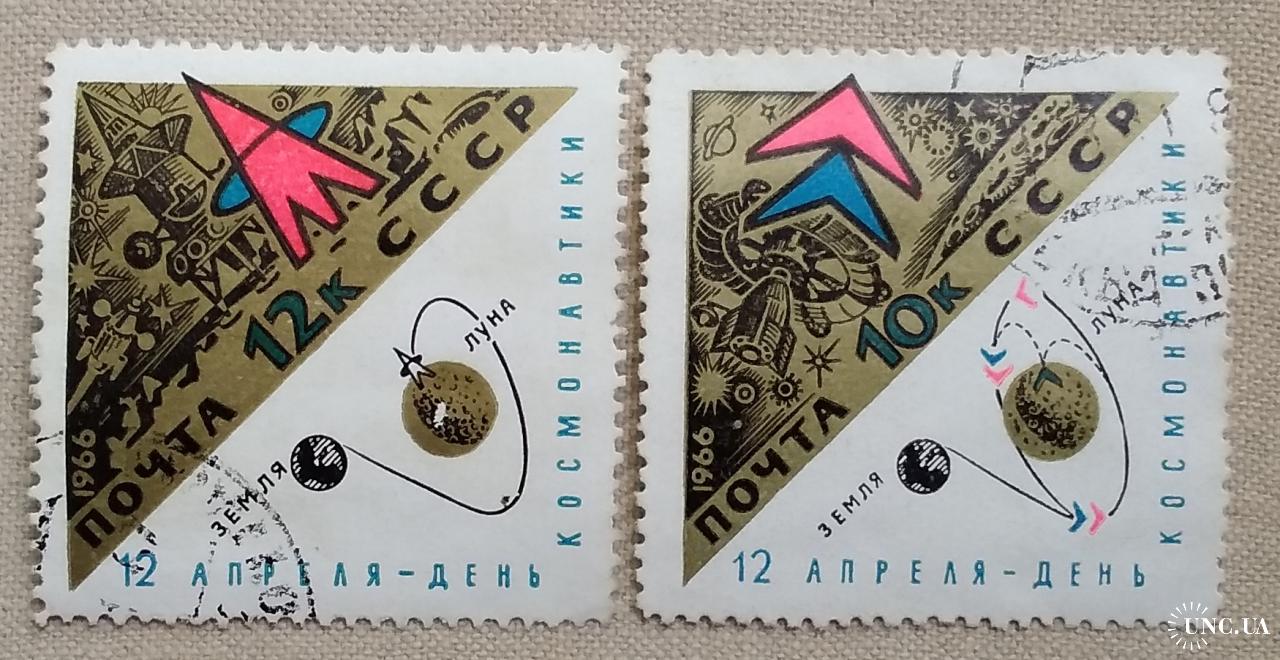 1966
ПОЧТА
12к
СССР
ЛУНА
ЗЕМЛЯ
12 АПРЕЛЯ-ДЕНЬ
КОСМОНАВТИКИ
1966
ПОЧТА
10к
СССР
ЛУНА
ЗЕМЛЯ
12 АПРЕЛЯ-ДЕНЬ
КОСМОНАВТИКИ
UNC.UA